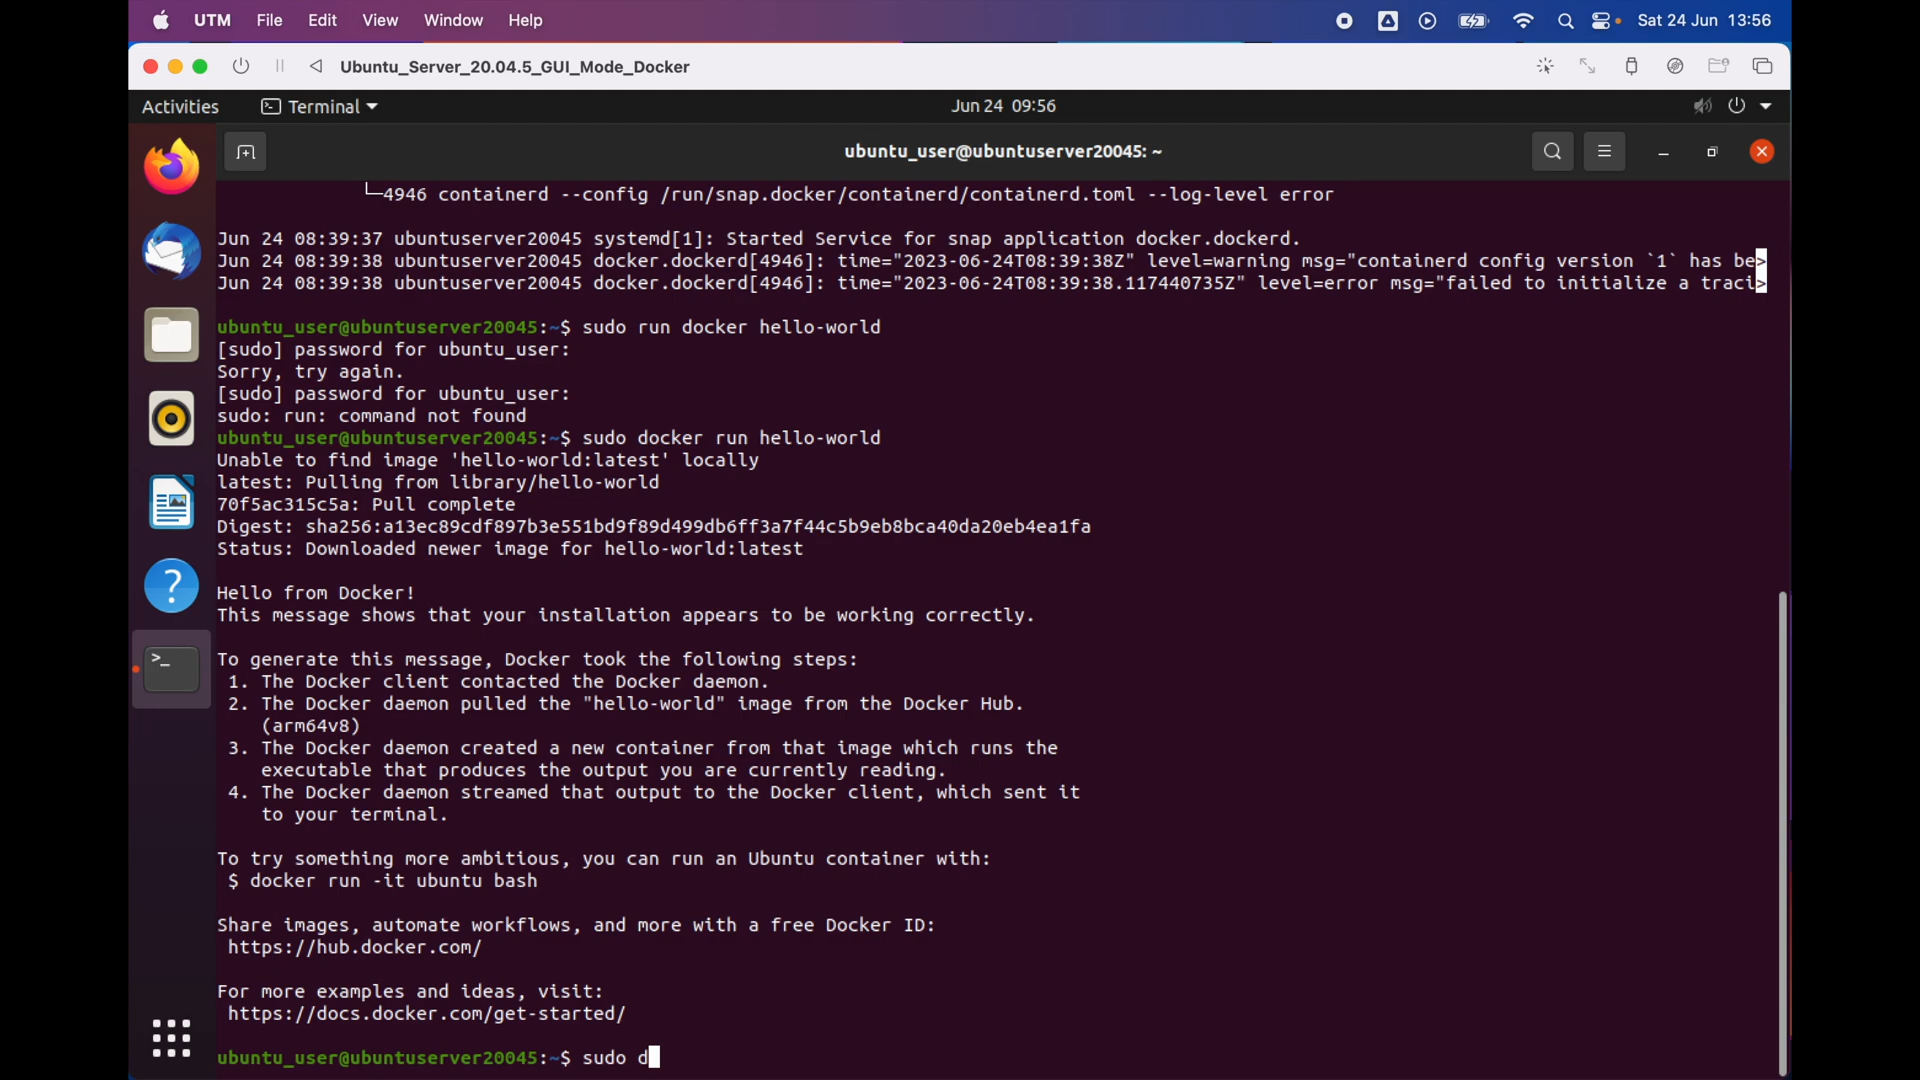 UTM File Edit View Window Help Sat 24 Jun 13:56
Ubuntu_Server_20.04.5_GUI_Mode_Docker
Activities Terminal Jun 24 09:56
ubuntu_user@ubuntuserver20045: ~
└─4946 containerd --config /run/snap.docker/containerd/containerd.toml --log-level error
Jun 24 08:39:37 ubuntuserver20045 systemd[1]: Started Service for snap application docker.dockerd.
Jun 24 08:39:38 ubuntuserver20045 docker.dockerd[4946]: time="2023-06-24T08:39:38Z" level=warning msg="containerd config version `1` has be>
Jun 24 08:39:38 ubuntuserver20045 docker.dockerd[4946]: time="2023-06-24T08:39:38.117440735Z" level=error msg="failed to initialize a traci>
ubuntu_user@ubuntuserver20045:~$ sudo run docker hello-world
[sudo] password for ubuntu_user:
Sorry, try again.
[sudo] password for ubuntu_user:
sudo: run: command not found
ubuntu_user@ubuntuserver20045:~$ sudo docker run hello-world
Unable to find image 'hello-world:latest' locally
latest: Pulling from library/hello-world
70f5ac315c5a: Pull complete
Digest: sha256:a13ec89cdf897b3e551bd9f89d499db6ff3a7f44c5b9eb8bca40da20eb4ea1fa
Status: Downloaded newer image for hello-world:latest
Hello from Docker!
This message shows that your installation appears to be working correctly.
To generate this message, Docker took the following steps:
1. The Docker client contacted the Docker daemon.
2. The Docker daemon pulled the "hello-world" image from the Docker Hub.
(arm64v8)
3. The Docker daemon created a new container from that image which runs the
executable that produces the output you are currently reading.
4. The Docker daemon streamed that output to the Docker client, which sent it
to your terminal.
To try something more ambitious, you can run an Ubuntu container with:
$ docker run -it ubuntu bash
Share images, automate workflows, and more with a free Docker ID:
https://hub.docker.com/
For more examples and ideas, visit:
https://docs.docker.com/get-started/
ubuntu_user@ubuntuserver20045:~$ sudo d